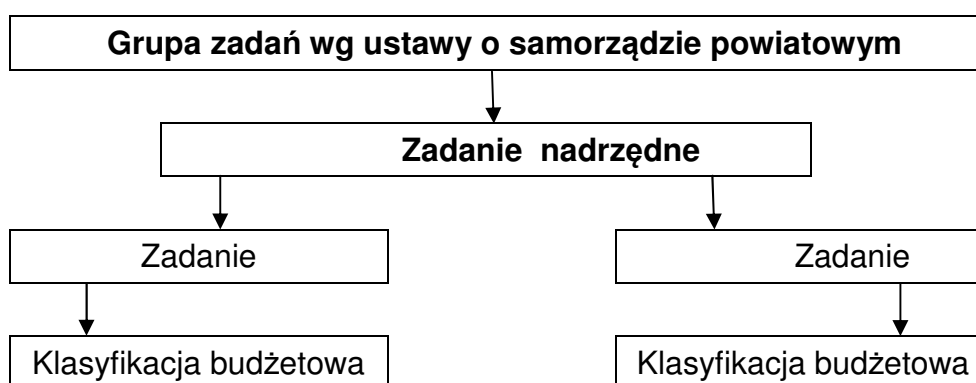 Grupa zadań wg ustawy o samorządzie powiatowym
Zadanie nadrzędne
Zadanie
Zadanie
Klasyfikacja budżetowa
Klasyfikacja budżetowa